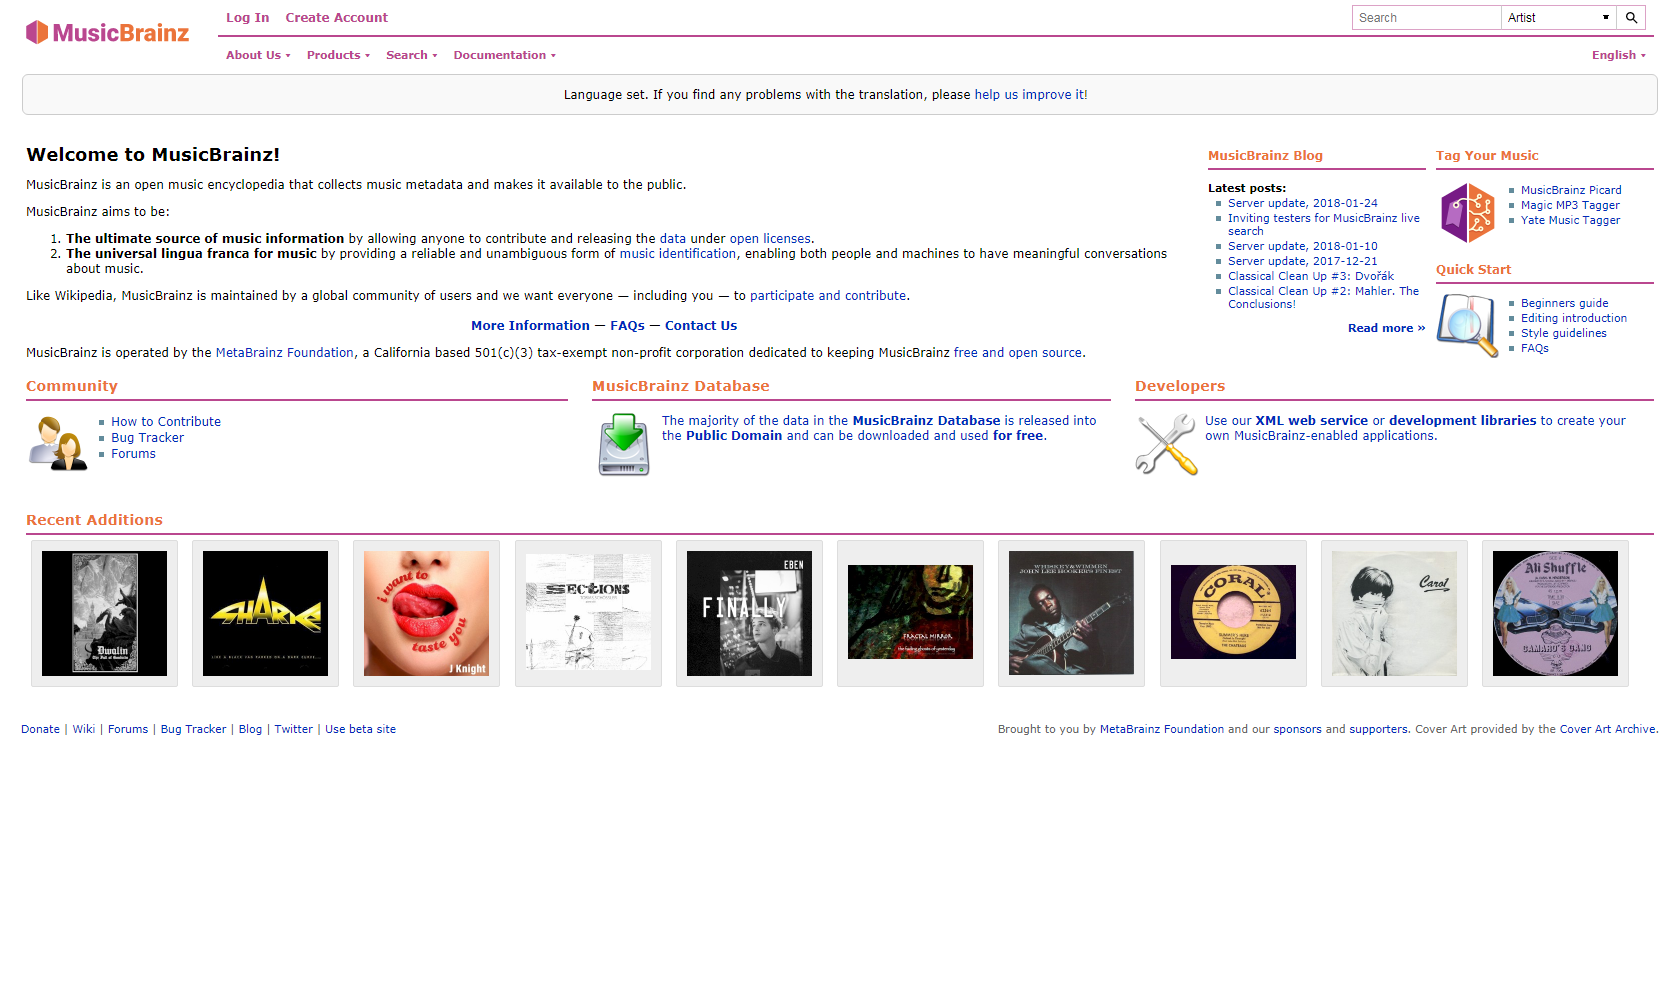 MusicBrainz
Log In Create Account
Search Artist
About Us Products Search Documentation English
Language set. If you find any problems with the translation, please help us improve it!
Welcome to MusicBrainz!
MusicBrainz is an open music encyclopedia that collects music metadata and makes it available to the public.
MusicBrainz aims to be:
1. The ultimate source of music information by allowing anyone to contribute and releasing the data under open licenses.
2. The universal lingua franca for music by providing a reliable and unambiguous form of music identification, enabling both people and machines to have meaningful conversations
about music.
Like Wikipedia, MusicBrainz is maintained by a global community of users and we want everyone — including you — to participate and contribute.
More Information — FAQs — Contact Us
MusicBrainz is operated by the MetaBrainz Foundation, a California based 501(c)(3) tax-exempt non-profit corporation dedicated to keeping MusicBrainz free and open source.
MusicBrainz Blog
Latest posts:
Server update, 2018-01-24
Inviting testers for MusicBrainz live
search
Server update, 2018-01-10
Server update, 2017-12-21
Classical Clean Up #3: Dvořák
Classical Clean Up #2: Mahler. The
Conclusions!
Read more »
Tag Your Music
MusicBrainz Picard
Magic MP3 Tagger
Yate Music Tagger
Quick Start
Beginners guide
Editing introduction
Style guidelines
FAQs
Community
How to Contribute
Bug Tracker
Forums
MusicBrainz Database
The majority of the data in the MusicBrainz Database is released into
the Public Domain and can be downloaded and used for free.
Developers
Use our XML web service or development libraries to create your
own MusicBrainz-enabled applications.
Recent Additions
Dwalin
SHARKS
i want to
taste you
J Knight
SECTIONS
EBEN
FINALLY
FRACTAL MIRROR
the fading ghosts of yesterday
WHISKEY&WIMMEN
JOHN LEE HOOKER'S FINEST
CORAL
Carol
Ali Shuffle
CAMARO'S GANG
Donate | Wiki | Forums | Bug Tracker | Blog | Twitter | Use beta site
Brought to you by MetaBrainz Foundation and our sponsors and supporters. Cover Art provided by the Cover Art Archive.